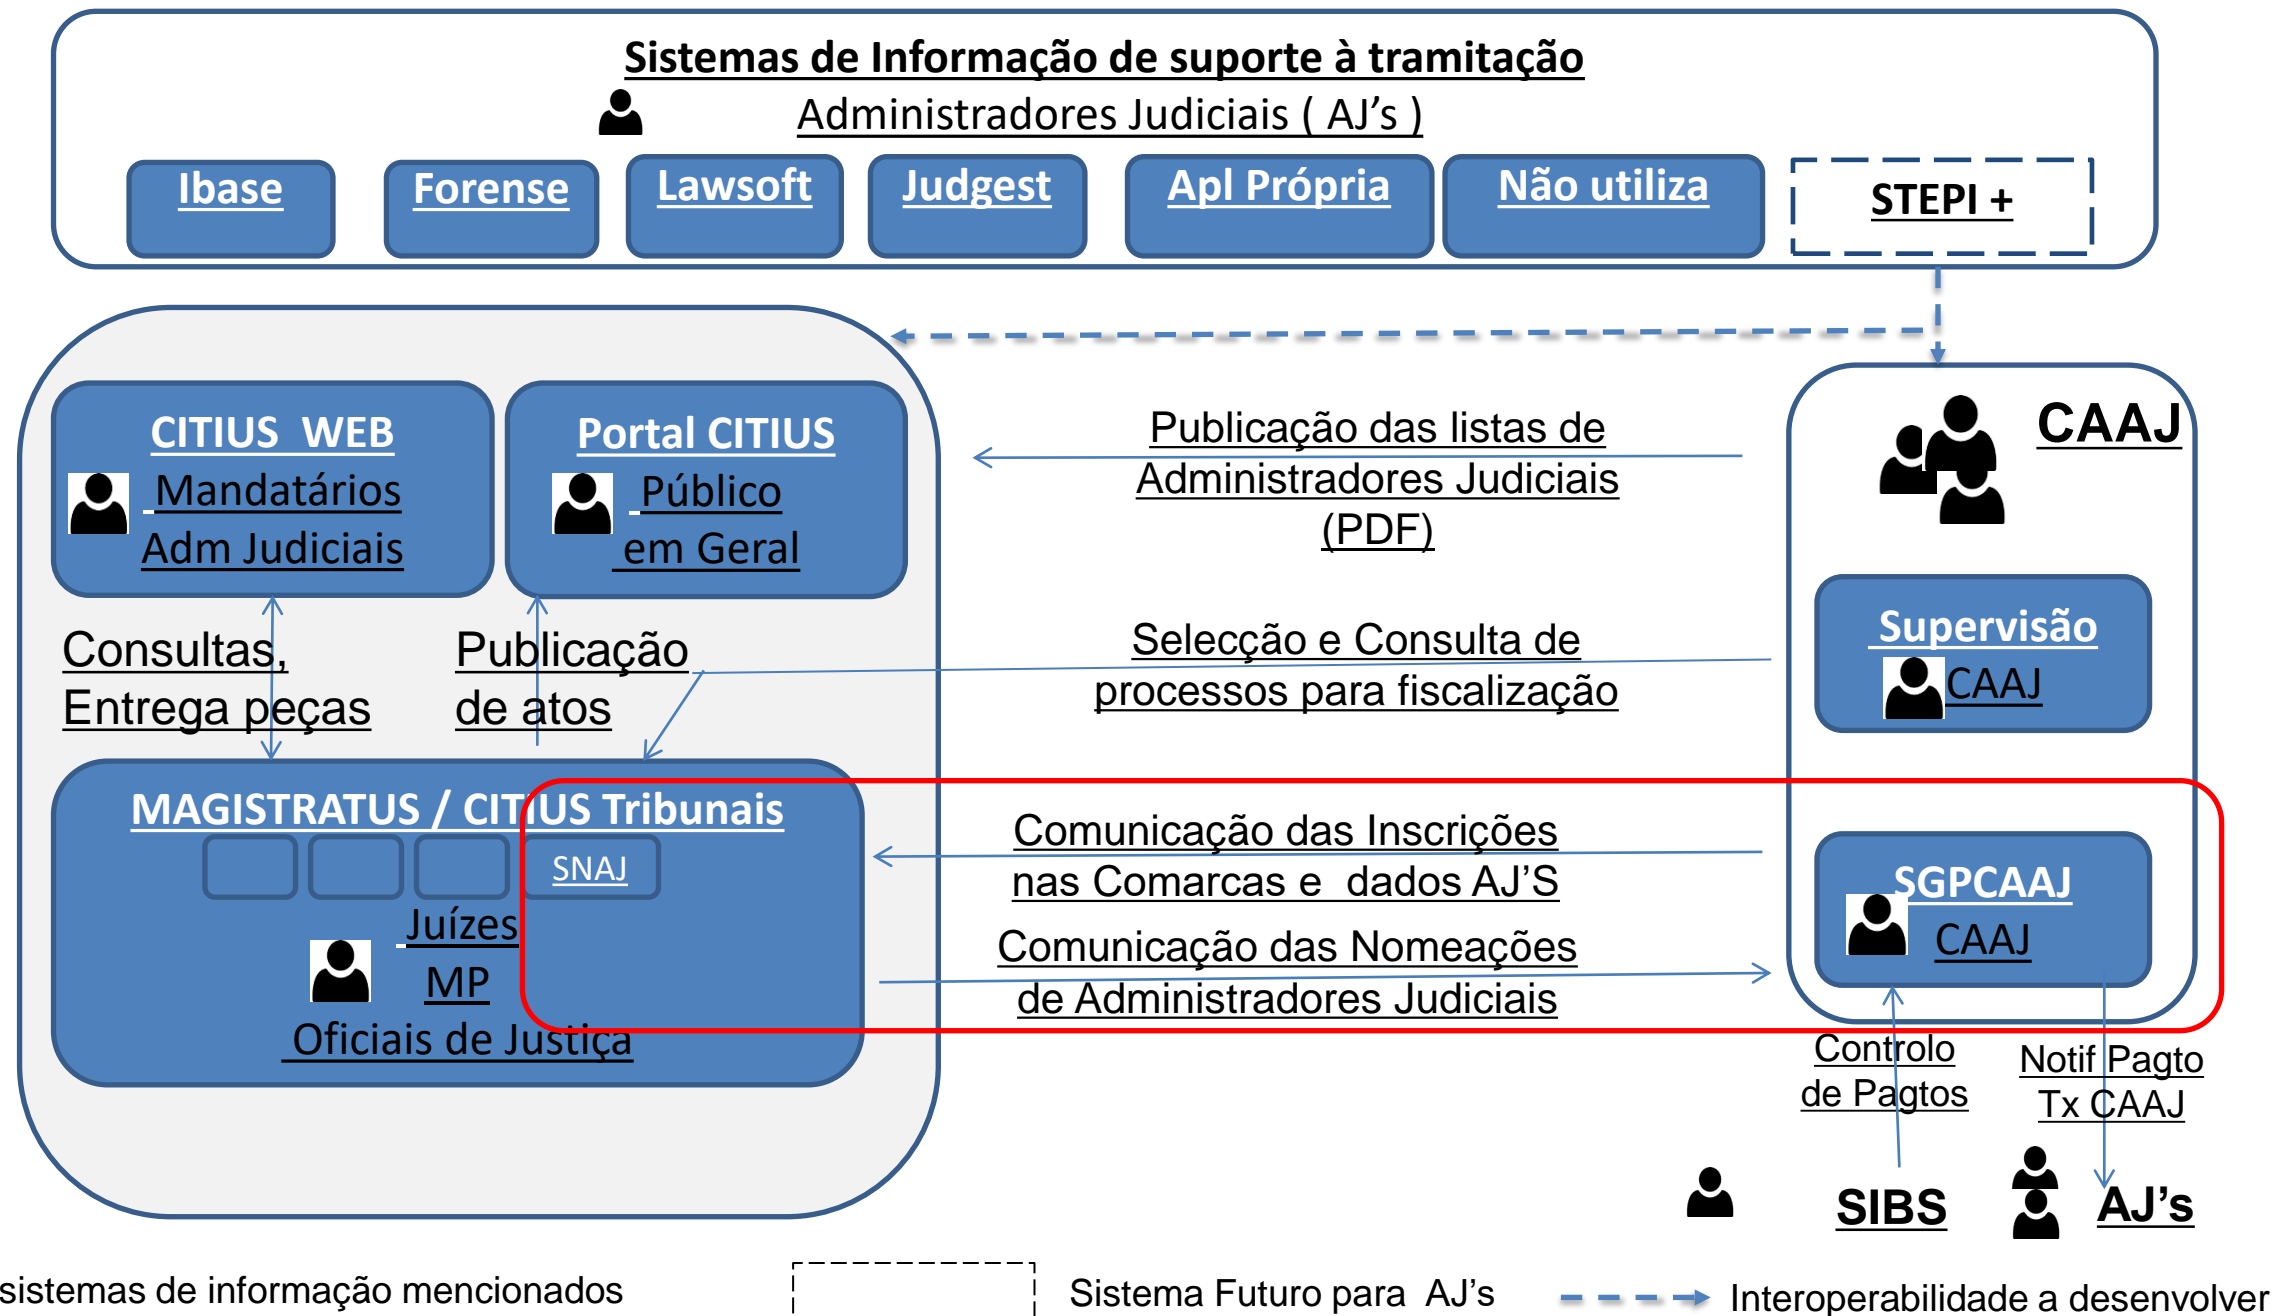 Sistemas de Informação de suporte à tramitação
Administradores Judiciais ( AJ’s )
Ibase
Forense
Lawsoft
Judgest
Apl Própria
Não utiliza
STEPI +
CITIUS WEB
Mandatários
Adm Judiciais
Portal CITIUS
Público
em Geral
Publicação das listas de
Administradores Judiciais
(PDF)
CAAJ
Consultas,
Entrega peças
Publicação
de atos
Selecção e Consulta de
processos para fiscalização
Supervisão
CAAJ
MAGISTRATUS / CITIUS Tribunais
SNAJ
Juízes
MP
Oficiais de Justiça
Comunicação das Inscrições
nas Comarcas e dados AJ’S
Comunicação das Nomeações
de Administradores Judiciais
SGPCAAJ
CAAJ
Controlo
de Pagtos
Notif Pagto
Tx CAAJ
SIBS
AJ’s
sistemas de informação mencionados
Sistema Futuro para AJ’s
Interoperabilidade a desenvolver